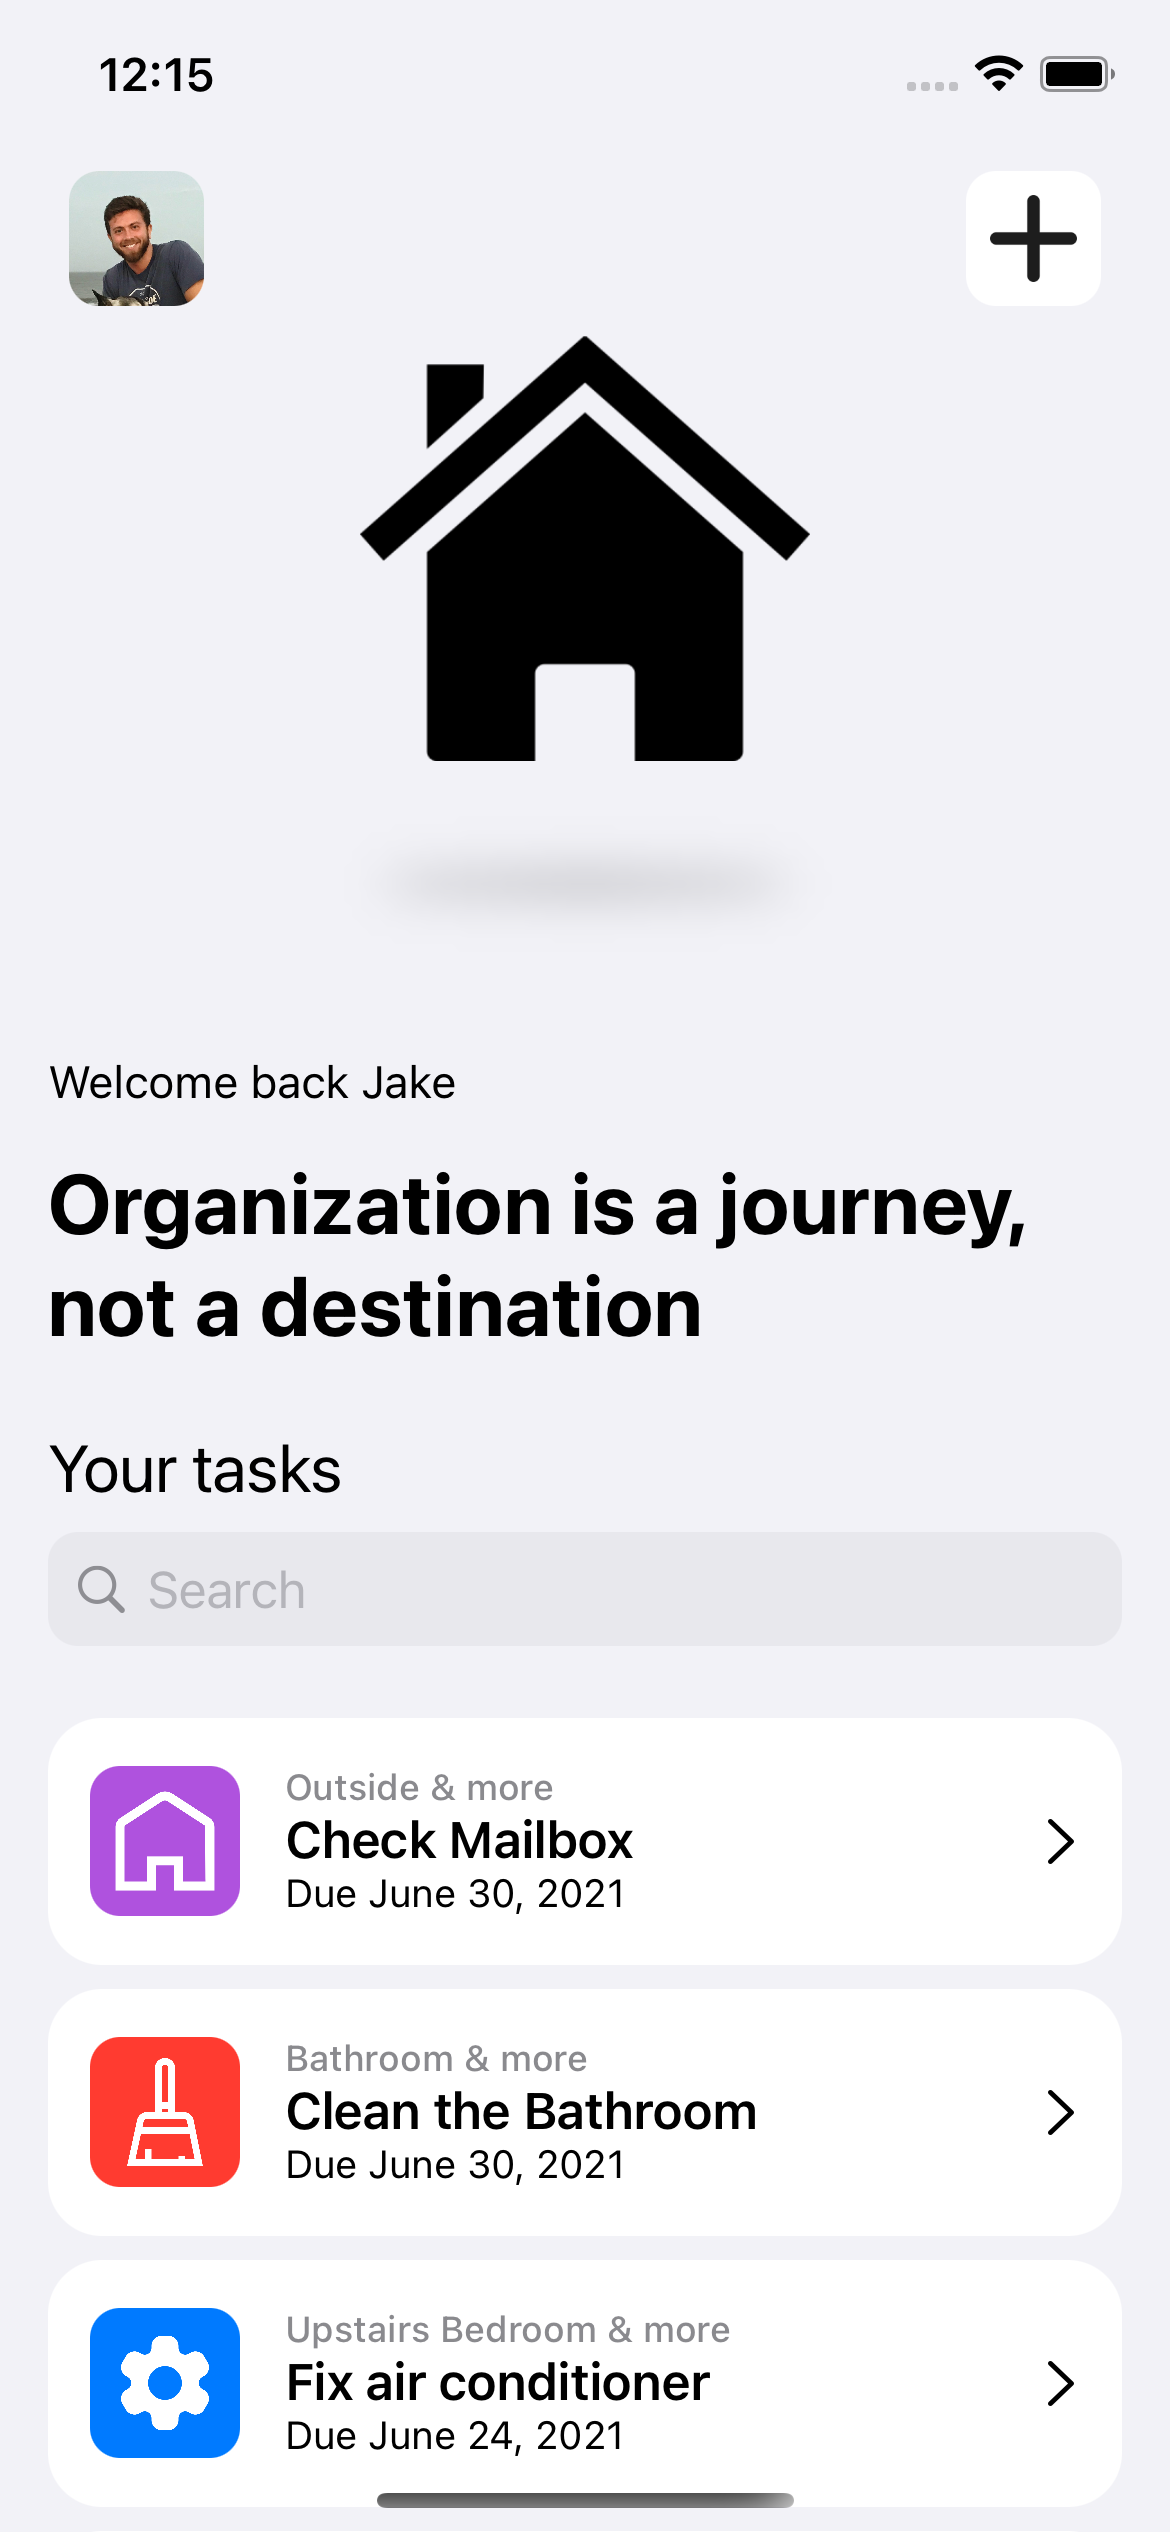 12:15
Welcome back Jake
Organization is a journey,
not a destination
Your tasks
Search
Outside & more
Check Mailbox
Due June 30, 2021
Bathroom & more
Clean the Bathroom
Due June 30, 2021
Upstairs Bedroom & more
Fix air conditioner
Due June 24, 2021